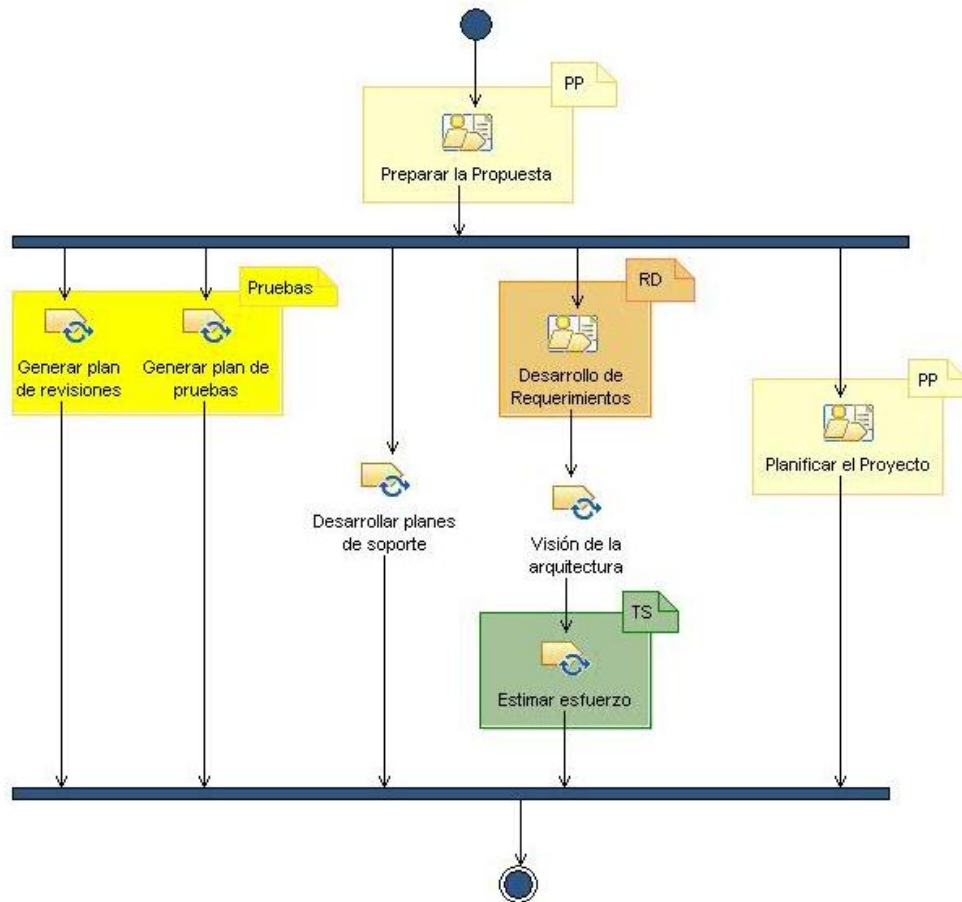 PP
Preparar la Propuesta
Pruebas
Generar plan
de revisiones
Generar plan de
pruebas
RD
Desarrollo de
Requerimientos
PP
Planificar el Proyecto
Desarrollar planes
de soporte
Visión de la
arquitectura
TS
Estimar esfuerzo